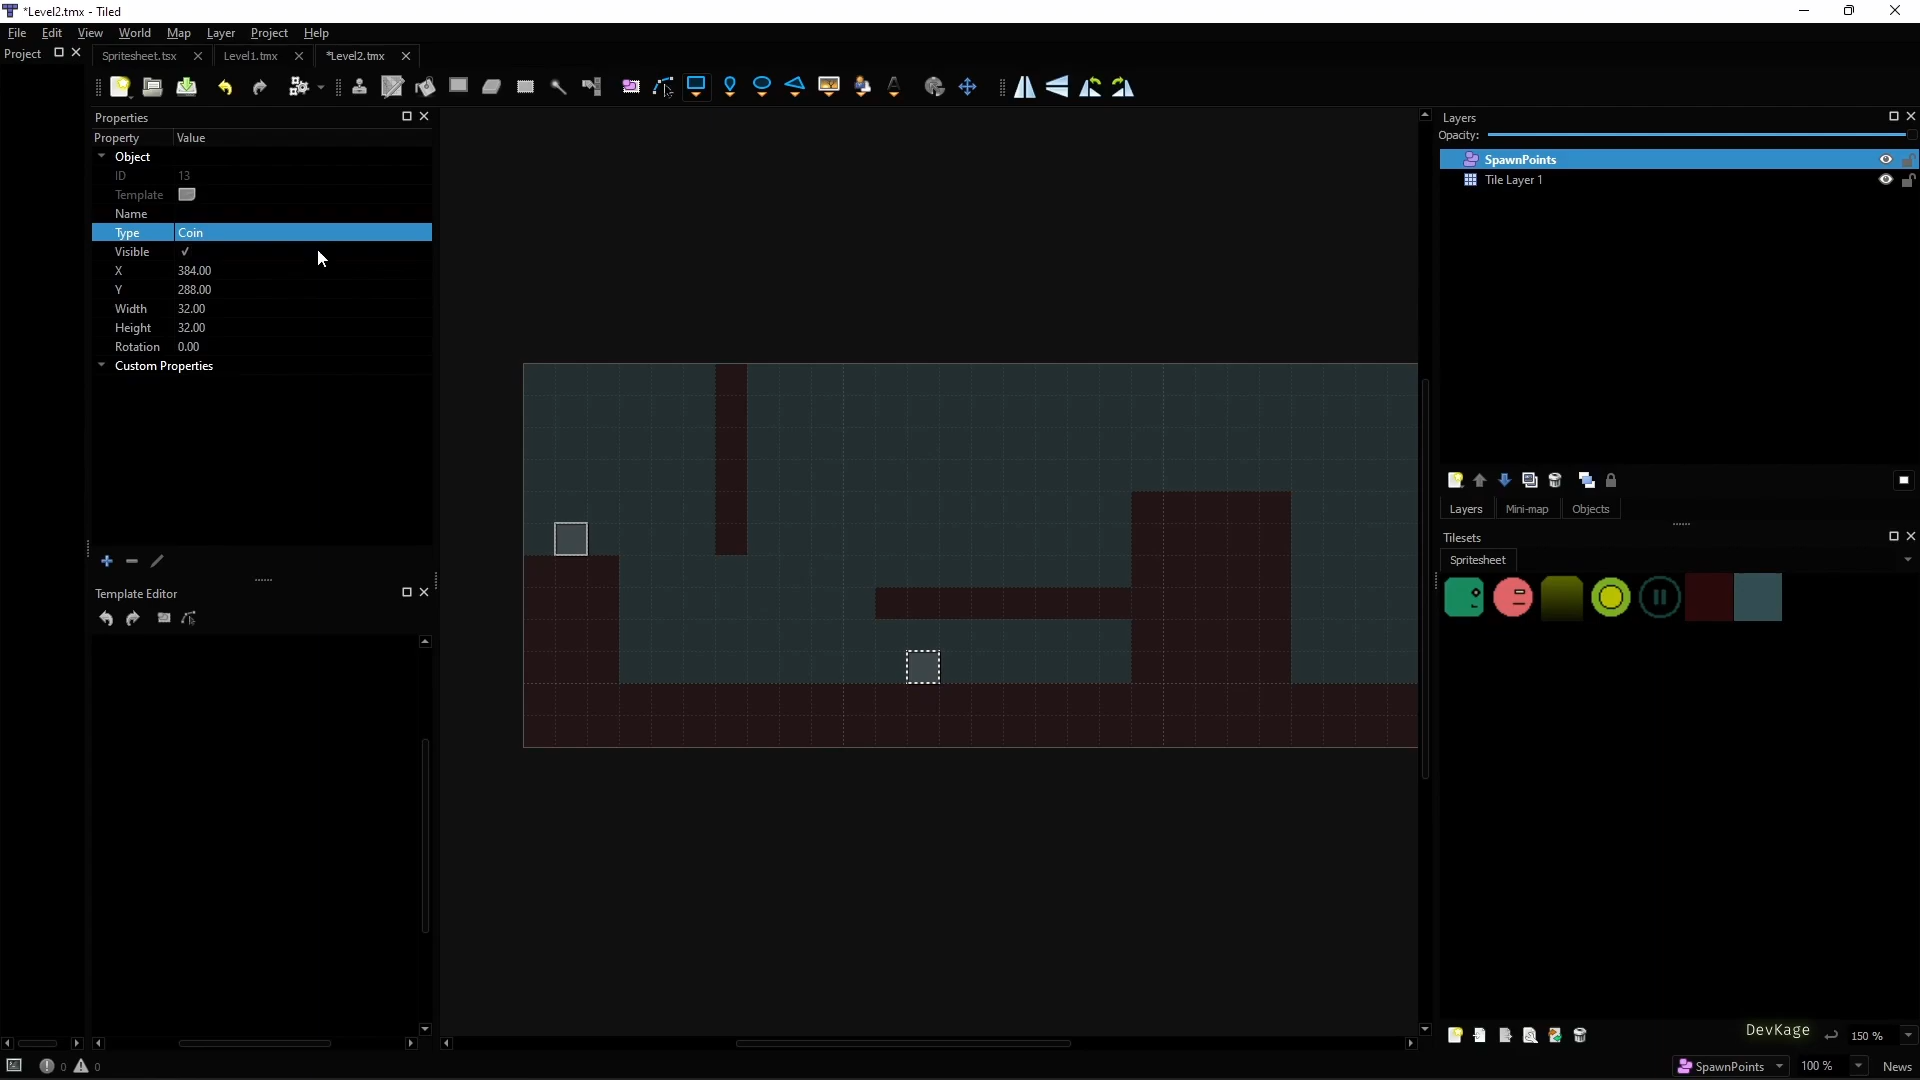 *Level2.tmx - Tiled
File Edit View World Map Layer Project Help
Project
Spritesheet.tsx Level1.tmx *Level2.tmx
Properties
Property Value
Object
ID 13
Template
Name
Type Coin
Visible
X 384.00
Y 288.00
Width 32.00
Height 32.00
Rotation 0.00
Custom Properties
Template Editor
Layers
Opacity:
SpawnPoints
Tile Layer 1
Layers Mini-map Objects
Tilesets
Spritesheet
DevKage
150 %
0 0
SpawnPoints 100 % News